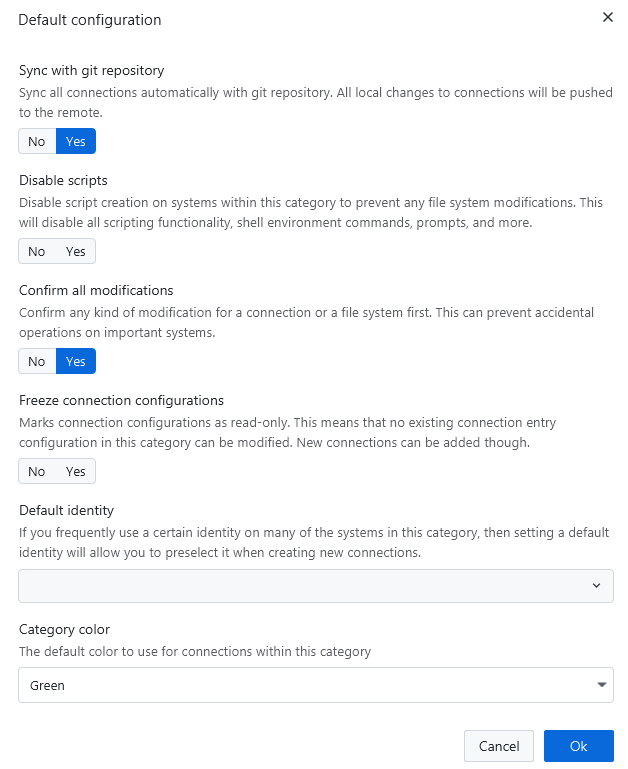 Default configuration
Sync with git repository
Sync all connections automatically with git repository. All local changes to connections will be pushed
to the remote.
No Yes
Disable scripts
Disable script creation on systems within this category to prevent any file system modifications. This
will disable all scripting functionality, shell environment commands, prompts, and more.
No Yes
Confirm all modifications
Confirm any kind of modification for a connection or a file system first. This can prevent accidental
operations on important systems.
No Yes
Freeze connection configurations
Marks connection configurations as read-only. This means that no existing connection entry
configuration in this category can be modified. New connections can be added though.
No Yes
Default identity
If you frequently use a certain identity on many of the systems in this category, then setting a default
identity will allow you to preselect it when creating new connections.
Category color
The default color to use for connections within this category
Green
Cancel Ok